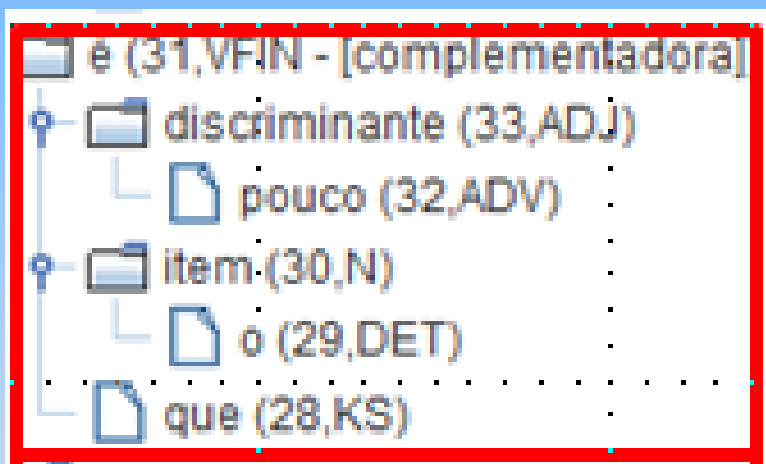 é (31,VFIN - [complementadora]
discriminante (33,ADJ)
pouco (32,ADV)
item (30,N)
o (29,DET)
que (28,KS)